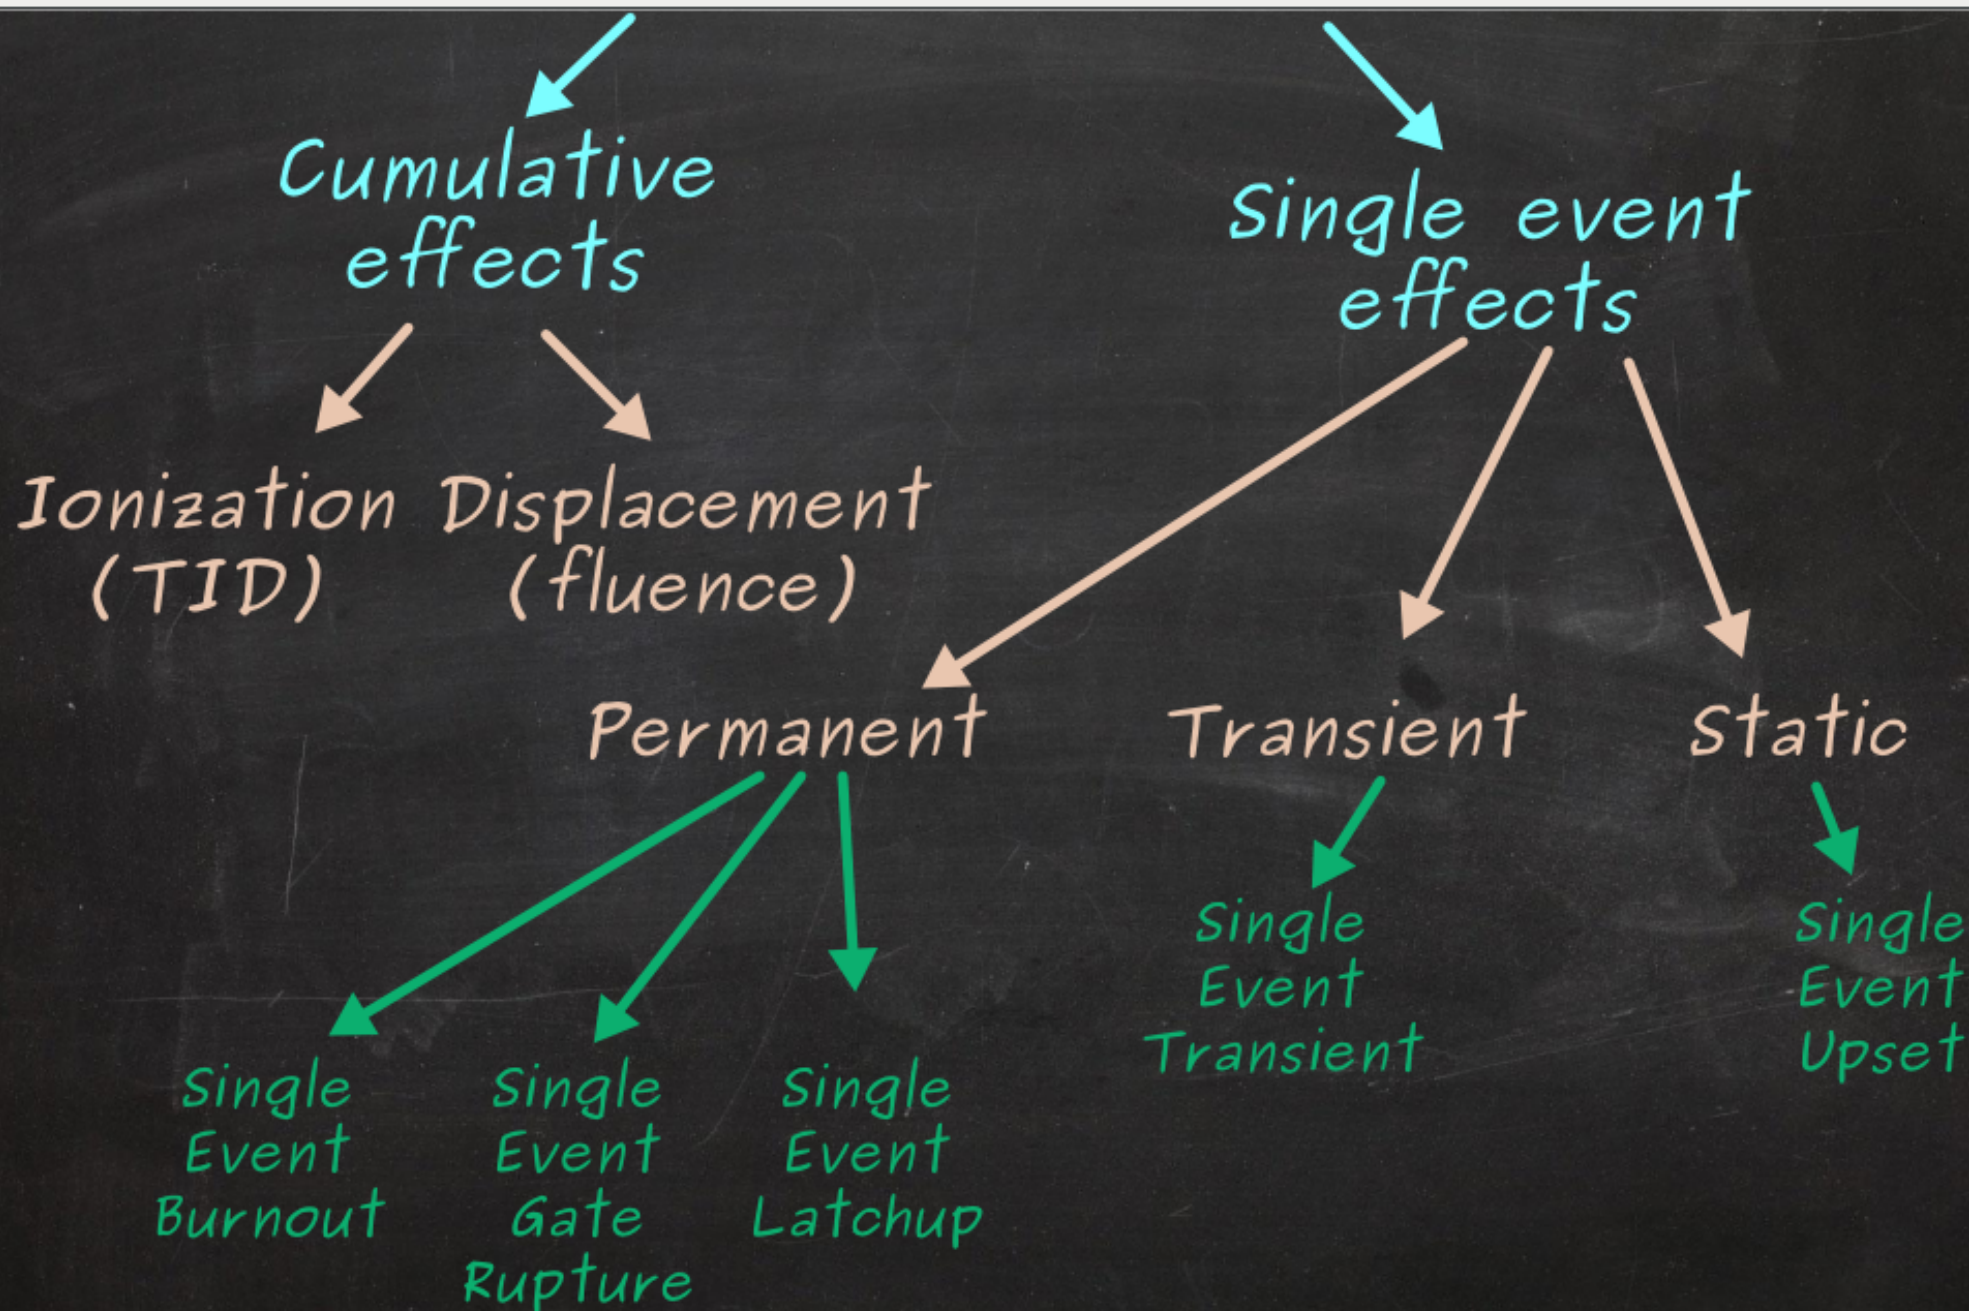 Cumulative
effects
Single event
effects
Ionization
(TID)
Displacement
(fluence)
Permanent
Transient
Static
Single
Event
Burnout
Single
Event
Gate
Rupture
Single
Event
Latchup
Single
Event
Transient
Single
Event
Upset